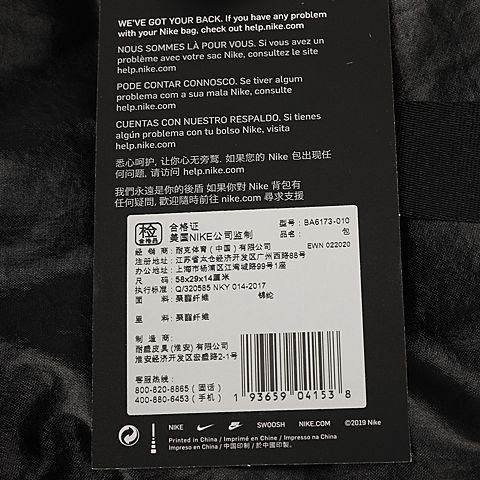 WE'VE GOT YOUR BACK. If you have any problem
with your Nike bag, check out help.nike.com
NOUS SOMMES LÀ POUR VOUS. Si vous avez un
problème avec votre sac Nike, consultez le site
help.nike.com
PODE CONTAR CONNOSCO. Se tiver algum
problema com a sua mala Nike, consulte
help.nike.com
CUENTAS CON NUESTRO RESPALDO. Si tienes
algún problema con tu bolso Nike, visita
help.nike.com
悉心呵护, 让你心无旁骛. 如果您的 Nike 包出现任
何问题, 请访问 help.nike.com
我們永遠是你的後盾 如果你對 Nike 背包有
任何疑問, 歡迎隨時前往 nike.com 尋求支援
检
合格品
合格证
美国NIKE公司监制
型号: BA6173-010
品名: 包
经销商: 耐克体育(中国)有限公司
EWN 022020
注册地址: 江苏省太仓经济开发区广州西路88号
办公地址: 上海市杨浦区江湾城路99号1座
尺码: 58x29x14厘米
执行标准: Q/320585 NKY 014-2017
面料: 聚酯纤维 锦纶
里料: 聚酯纤维
制造商:
耐盛皮具(淮安)有限公司
淮安经济开发区宏盛路2-1号
客服热线:
800-820-8865 (固话)
400-880-6453 (手机)
1 93659 04153 8
NIKE SWOOSH NIKE.COM ©2019 Nike
Printed in China / Imprimé en Chine / Impresso na China
Impreso en China / 中国印制 / 於中國印製.